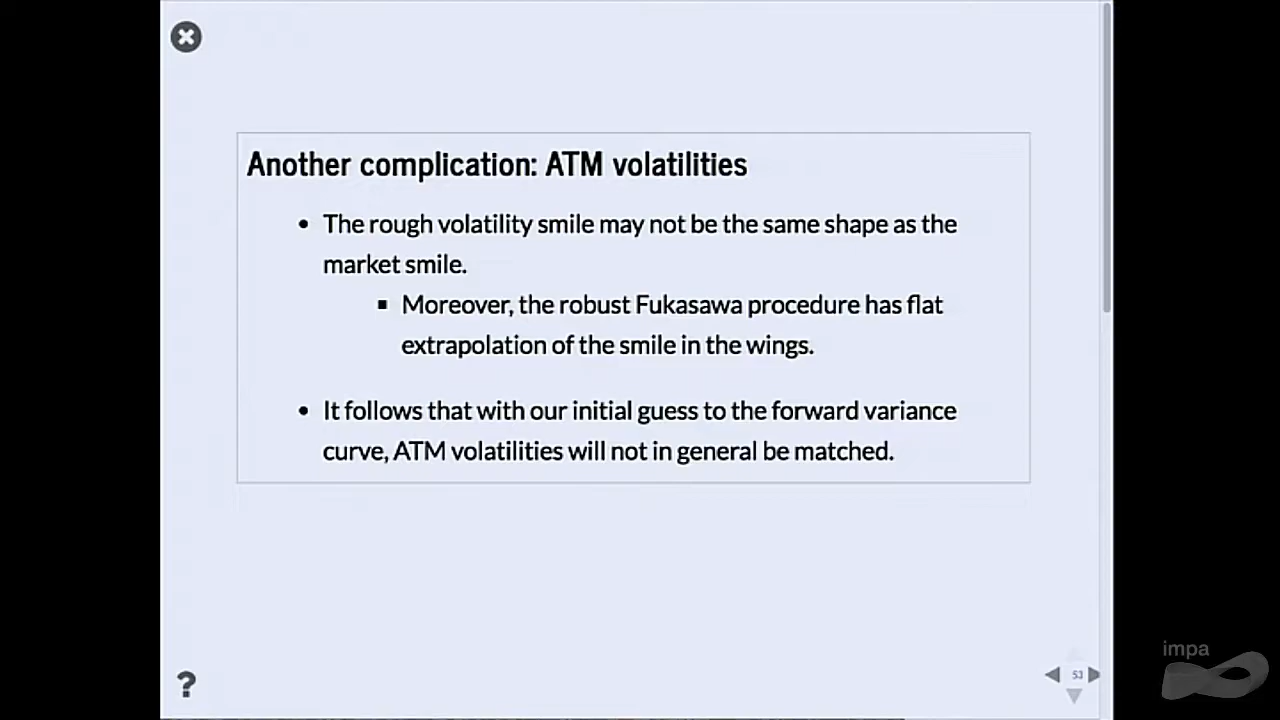 Another complication: ATM volatilities
• The rough volatility smile may not be the same shape as the
market smile.
▪ Moreover, the robust Fukasawa procedure has flat
extrapolation of the smile in the wings.
• It follows that with our initial guess to the forward variance
curve, ATM volatilities will not in general be matched.
?
53
impa